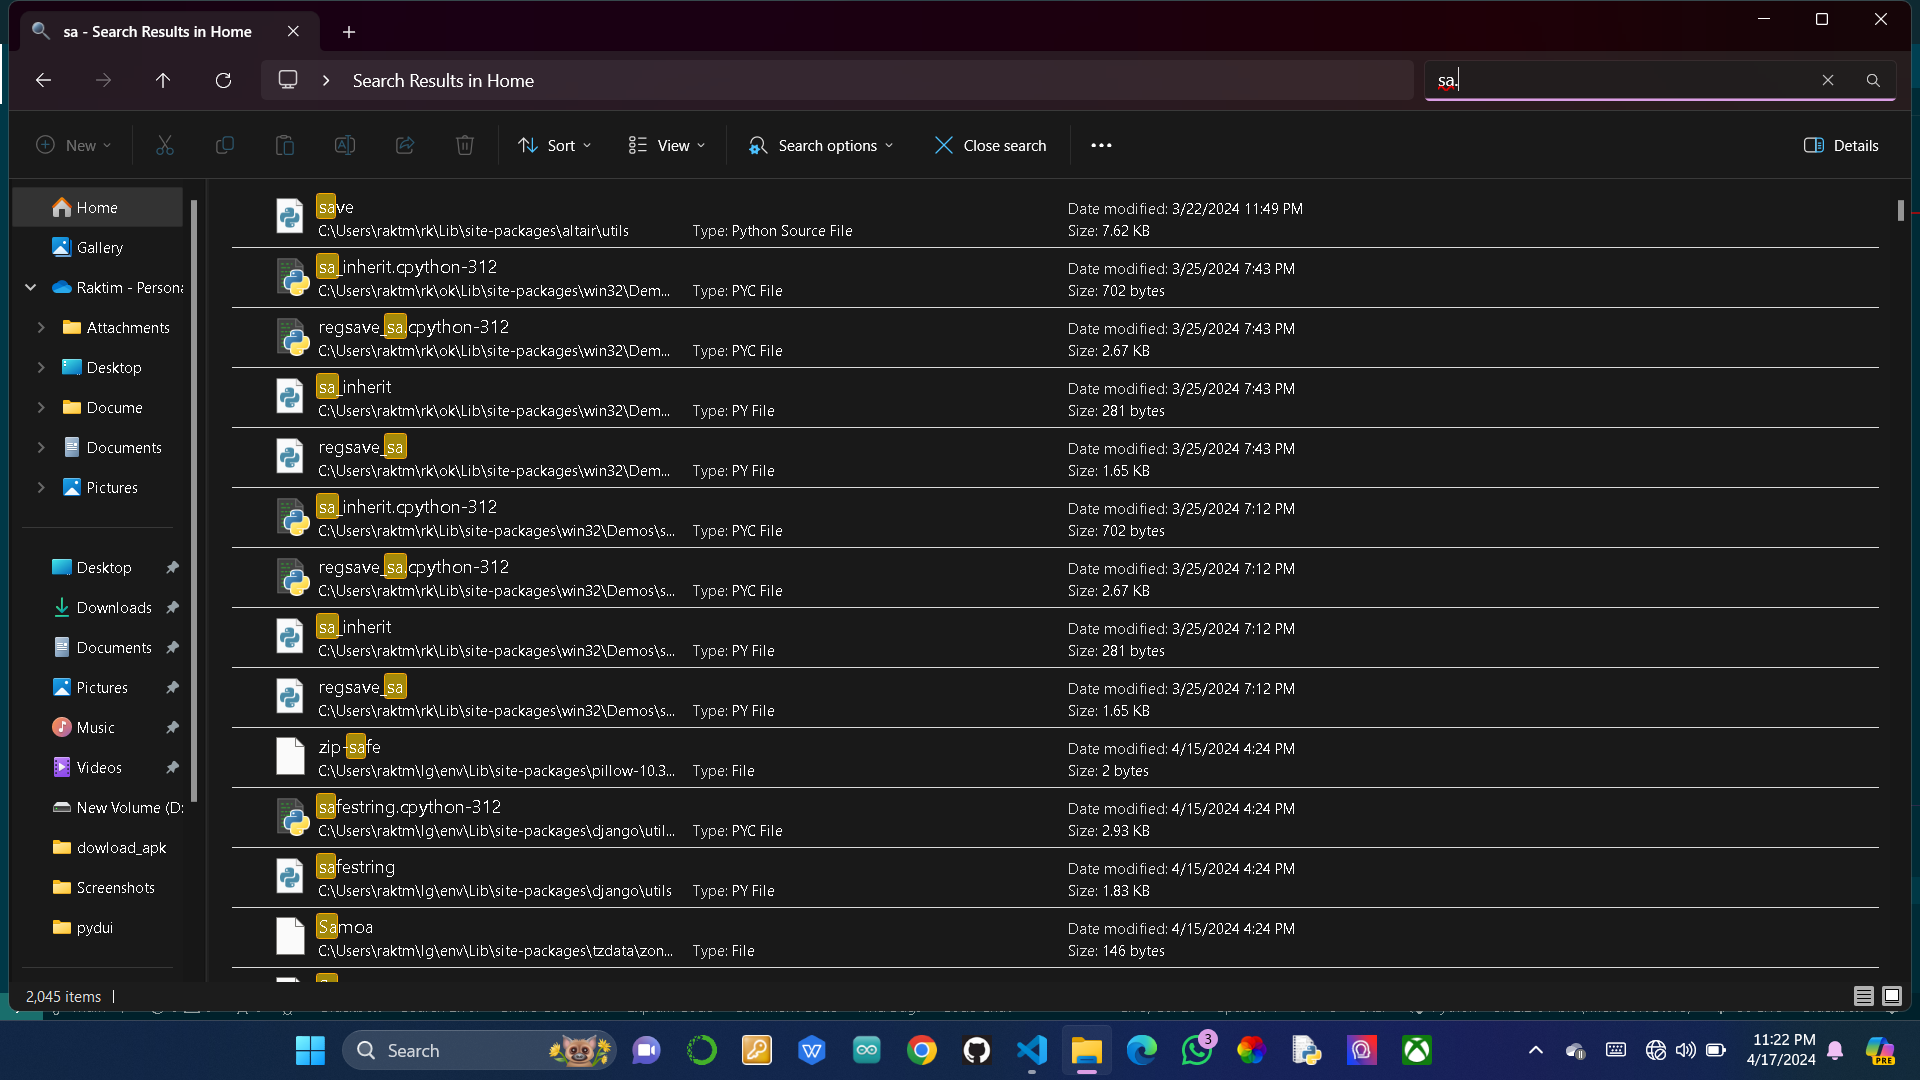 sa - Search Results in Home
Search Results in Home
sa.
New
Sort
View
Search options
Close search
Details
Home
Gallery
Raktim - Persona
Attachments
Desktop
Docume
Documents
Pictures
Desktop
Downloads
Documents
Pictures
Music
Videos
New Volume (D:
dowload_apk
Screenshots
pydui
save
Date modified: 3/22/2024 11:49 PM
C:\Users\raktm\rk\Lib\site-packages\altair\utils Type: Python Source File Size: 7.62 KB
sa_inherit.cpython-312
Date modified: 3/25/2024 7:43 PM
C:\Users\raktm\rk\ok\Lib\site-packages\win32\Dem... Type: PYC File Size: 702 bytes
regsave_sa.cpython-312
Date modified: 3/25/2024 7:43 PM
C:\Users\raktm\rk\ok\Lib\site-packages\win32\Dem... Type: PYC File Size: 2.67 KB
sa_inherit
Date modified: 3/25/2024 7:43 PM
C:\Users\raktm\rk\ok\Lib\site-packages\win32\Dem... Type: PY File Size: 281 bytes
regsave_sa
Date modified: 3/25/2024 7:43 PM
C:\Users\raktm\rk\ok\Lib\site-packages\win32\Dem... Type: PY File Size: 1.65 KB
sa_inherit.cpython-312
Date modified: 3/25/2024 7:12 PM
C:\Users\raktm\rk\Lib\site-packages\win32\Demos\s... Type: PYC File Size: 702 bytes
regsave_sa.cpython-312
Date modified: 3/25/2024 7:12 PM
C:\Users\raktm\rk\Lib\site-packages\win32\Demos\s... Type: PYC File Size: 2.67 KB
sa_inherit
Date modified: 3/25/2024 7:12 PM
C:\Users\raktm\rk\Lib\site-packages\win32\Demos\s... Type: PY File Size: 281 bytes
regsave_sa
Date modified: 3/25/2024 7:12 PM
C:\Users\raktm\rk\Lib\site-packages\win32\Demos\s... Type: PY File Size: 1.65 KB
zip-safe
Date modified: 4/15/2024 4:24 PM
C:\Users\raktm\lg\env\Lib\site-packages\pillow-10.3... Type: File Size: 2 bytes
safestring.cpython-312
Date modified: 4/15/2024 4:24 PM
C:\Users\raktm\lg\env\Lib\site-packages\django\util... Type: PYC File Size: 2.93 KB
safestring
Date modified: 4/15/2024 4:24 PM
C:\Users\raktm\lg\env\Lib\site-packages\django\utils Type: PY File Size: 1.83 KB
Samoa
Date modified: 4/15/2024 4:24 PM
C:\Users\raktm\lg\env\Lib\site-packages\tzdata\zon... Type: File Size: 146 bytes
2,045 items
Search
3
11:22 PM
4/17/2024
PRE